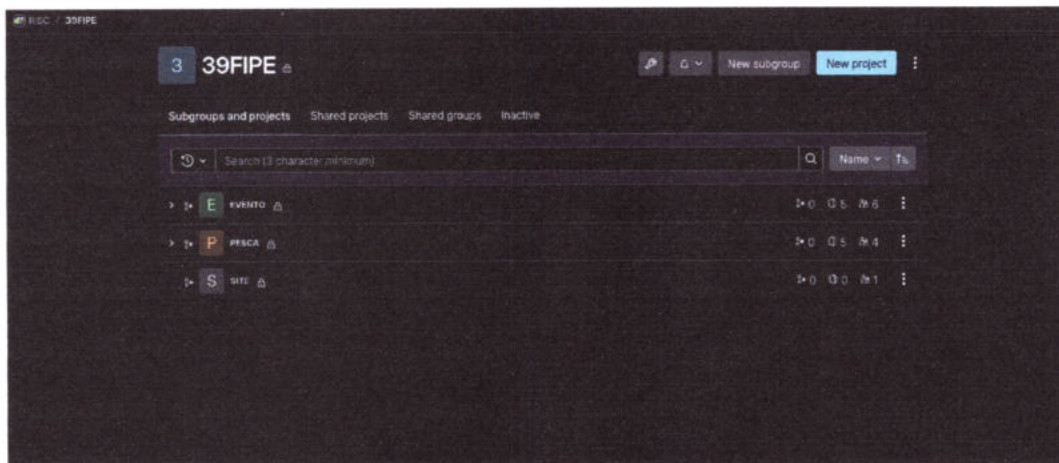 RISC / 39FIPE
3 39FIPE
New subgroup New project
Subgroups and projects Shared projects Shared groups Inactive
Search (3 character minimum) Name
E EVENTO 0 5 6
P PESCA 0 5 4
S SITE 0 0 1